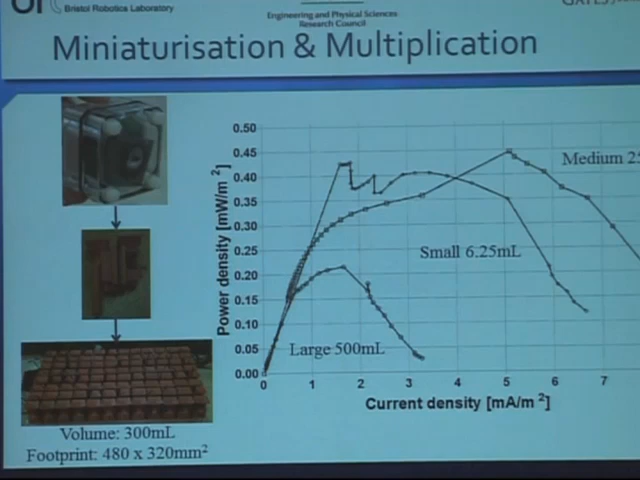 Bristol Robotics Laboratory
Engineering and Physical Sciences
Research Council
Miniaturisation & Multiplication
Volume: 300mL
Footprint: 480 x 320mm²
Power density [mW/m²]
0.50
0.45
0.40
0.35
0.30
0.25
0.20
0.15
0.10
0.05
0.00
Medium 25
Small 6.25mL
Large 500mL
0 1 2 3 4 5 6 7
Current density [mA/m²]